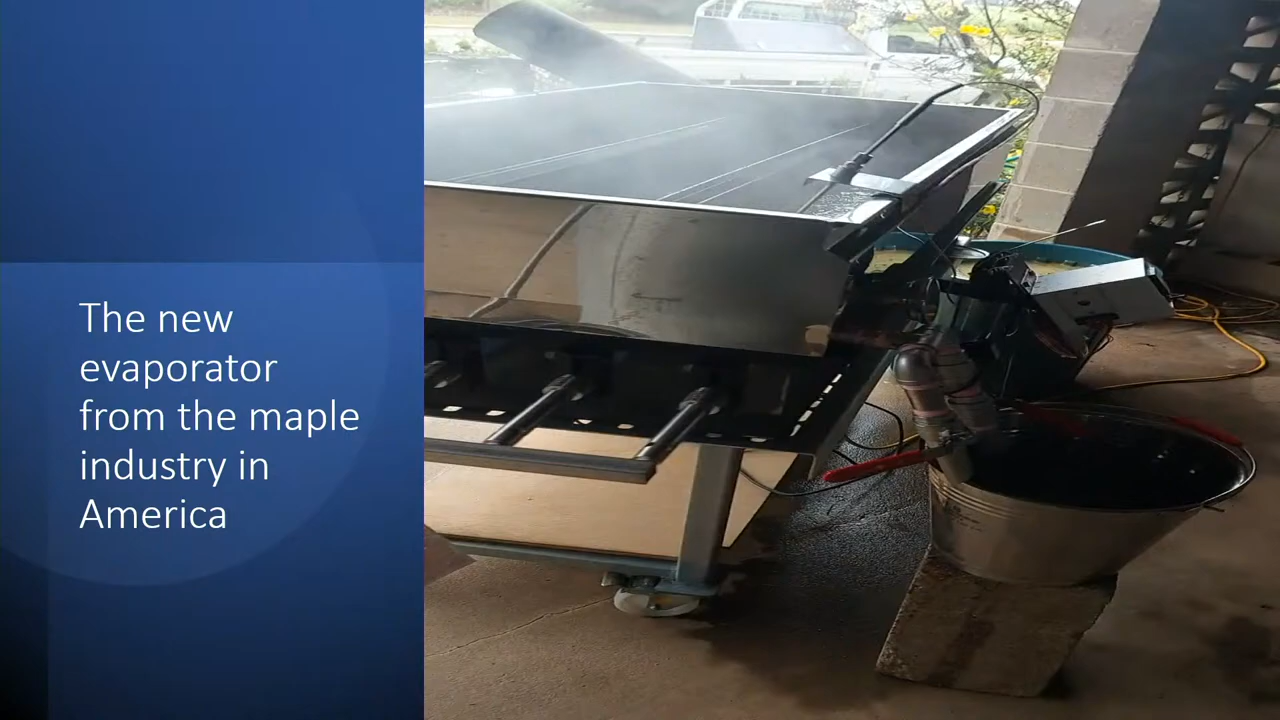 The new
evaporator
from the maple
industry in
America